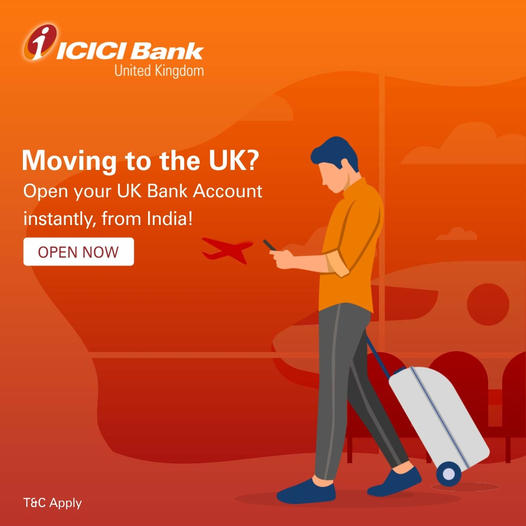 ICICI Bank
United Kingdom
Moving to the UK?
Open your UK Bank Account
instantly, from India!
OPEN NOW
T&C Apply